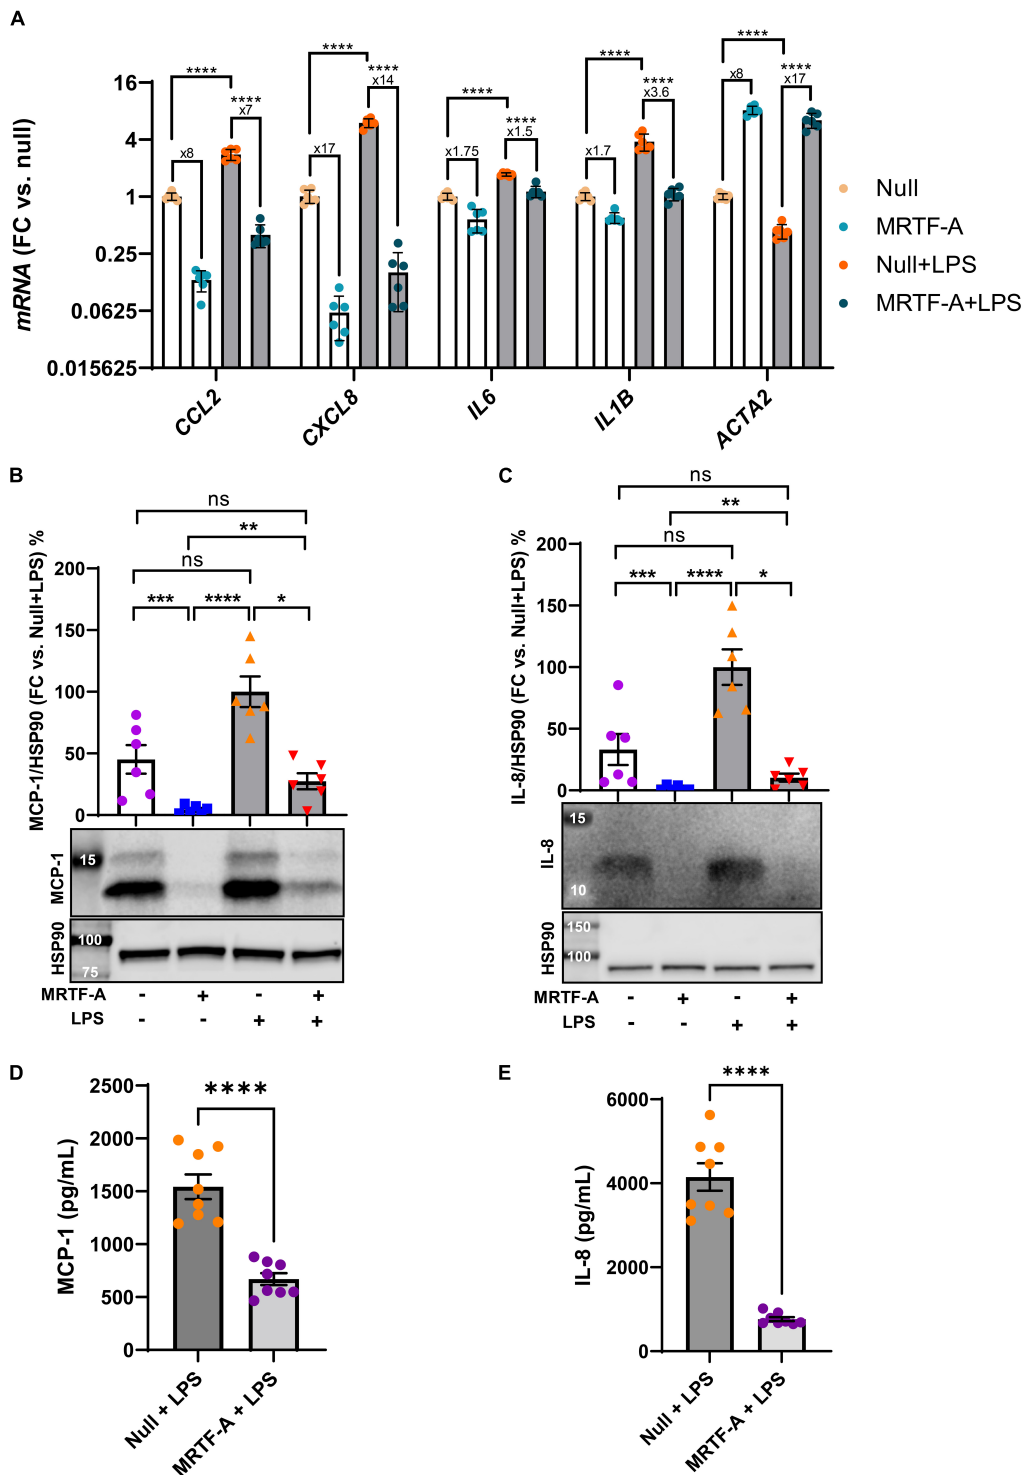 A
mRNA (FC vs. null)
16
4
1
0.25
0.0625
0.015625
**** x8 **** x7
**** x17 **** x14
**** x1.75 **** x1.5
**** x1.7 **** x3.6
**** x8 **** x17
CCL2 CXCL8 IL6 IL1B ACTA2
Null
MRTF-A
Null+LPS
MRTF-A+LPS
B
MCP-1/HSP90 (FC vs. Null+LPS) %
200
150
100
50
0
ns
**
ns
*** **** *
MCP-1
15
HSP90
100
75
MRTF-A - + - +
LPS - - + +
C
IL-8/HSP90 (FC vs. Null+LPS) %
200
150
100
50
0
ns
**
ns
*** **** *
IL-8
15
10
HSP90
150
100
MRTF-A - + - +
LPS - - + +
D
MCP-1 (pg/mL)
2500
2000
1500
1000
500
0
****
Null + LPS
MRTF-A + LPS
E
IL-8 (pg/mL)
6000
4000
2000
0
****
Null + LPS
MRTF-A + LPS